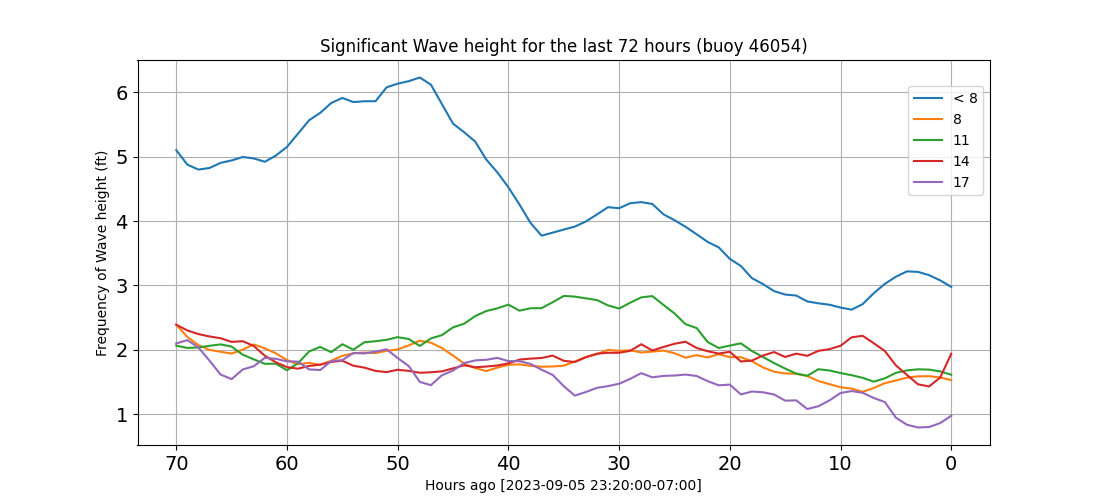 Significant Wave height for the last 72 hours (buoy 46054)
Frequency of Wave height (ft)
6
5
4
3
2
1
< 8
8
11
14
17
70 60 50 40 30 20 10 0
Hours ago [2023-09-05 23:20:00-07:00]